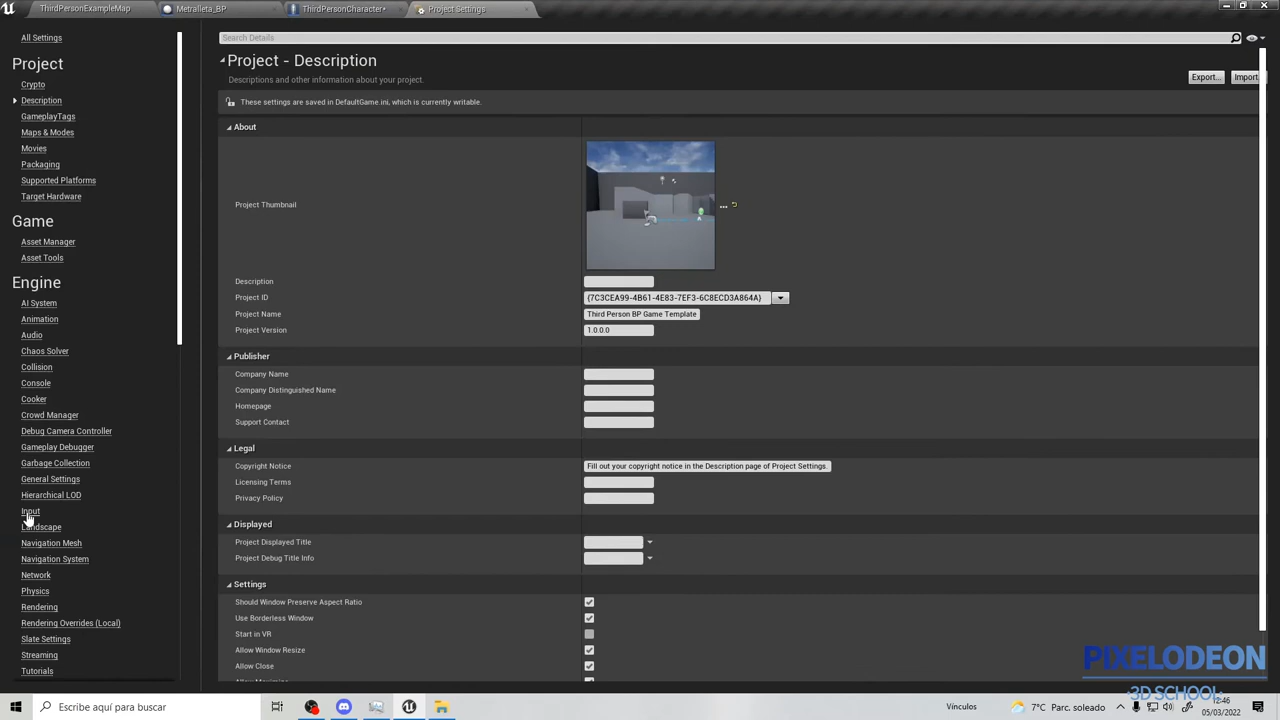 ThirdPersonExampleMap
Metralleta_BP
ThirdPersonCharacter*
Project Settings
All Settings
Project
Crypto
Description
GameplayTags
Maps & Modes
Movies
Packaging
Supported Platforms
Target Hardware
Game
Asset Manager
Asset Tools
Engine
AI System
Animation
Audio
Chaos Solver
Collision
Console
Cooker
Crowd Manager
Debug Camera Controller
Gameplay Debugger
Garbage Collection
General Settings
Hierarchical LOD
Input
Landscape
Navigation Mesh
Navigation System
Network
Physics
Rendering
Rendering Overrides (Local)
Slate Settings
Streaming
Tutorials
Search Details
Project - Description
Descriptions and other information about your project.
Export...
Import
These settings are saved in DefaultGame.ini, which is currently writable.
About
Project Thumbnail
Description
Project ID {7C3CEA99-4B61-4E83-7EF3-6C8ECD3A864A}
Project Name Third Person BP Game Template
Project Version 1.0.0.0
Publisher
Company Name
Company Distinguished Name
Homepage
Support Contact
Legal
Copyright Notice Fill out your copyright notice in the Description page of Project Settings.
Licensing Terms
Privacy Policy
Displayed
Project Displayed Title
Project Debug Title Info
Settings
Should Window Preserve Aspect Ratio
Use Borderless Window
Start in VR
Allow Window Resize
Allow Close
Allow Maximize
PIXELODEON
3D SCHOOL
Escribe aquí para buscar
Vínculos
7°C Parc. soleado
12:46
05/03/2022